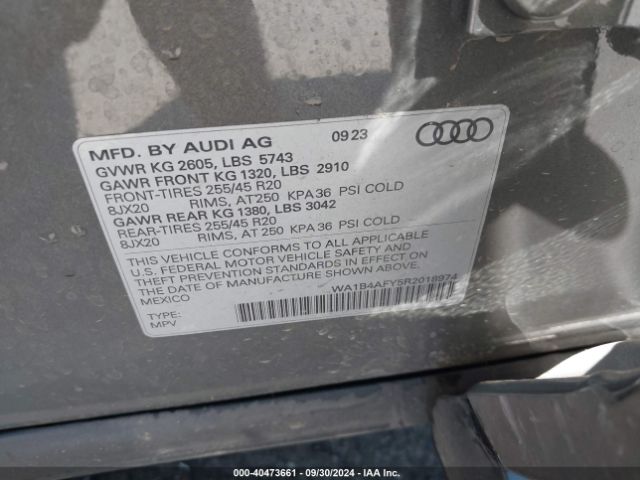 MFD. BY AUDI AG 09 23
GVWR KG 2605, LBS 5743
GAWR FRONT KG 1320, LBS 2910
FRONT-TIRES 255/45 R20
8JX20 RIMS, AT 250 KPA 36 PSI COLD
GAWR REAR KG 1380, LBS 3042
REAR-TIRES 255/45 R20
8JX20 RIMS, AT 250 KPA 36 PSI COLD
THIS VEHICLE CONFORMS TO ALL APPLICABLE
U.S. FEDERAL MOTOR VEHICLE SAFETY AND
THEFT PREVENTION STANDARDS IN EFFECT ON
THE DATE OF MANUFACTURE SHOWN ABOVE.
MEXICO
WA1B4AFY5R2018974
TYPE:
MPV
000-40473661 - 09/30/2024 - IAA Inc.